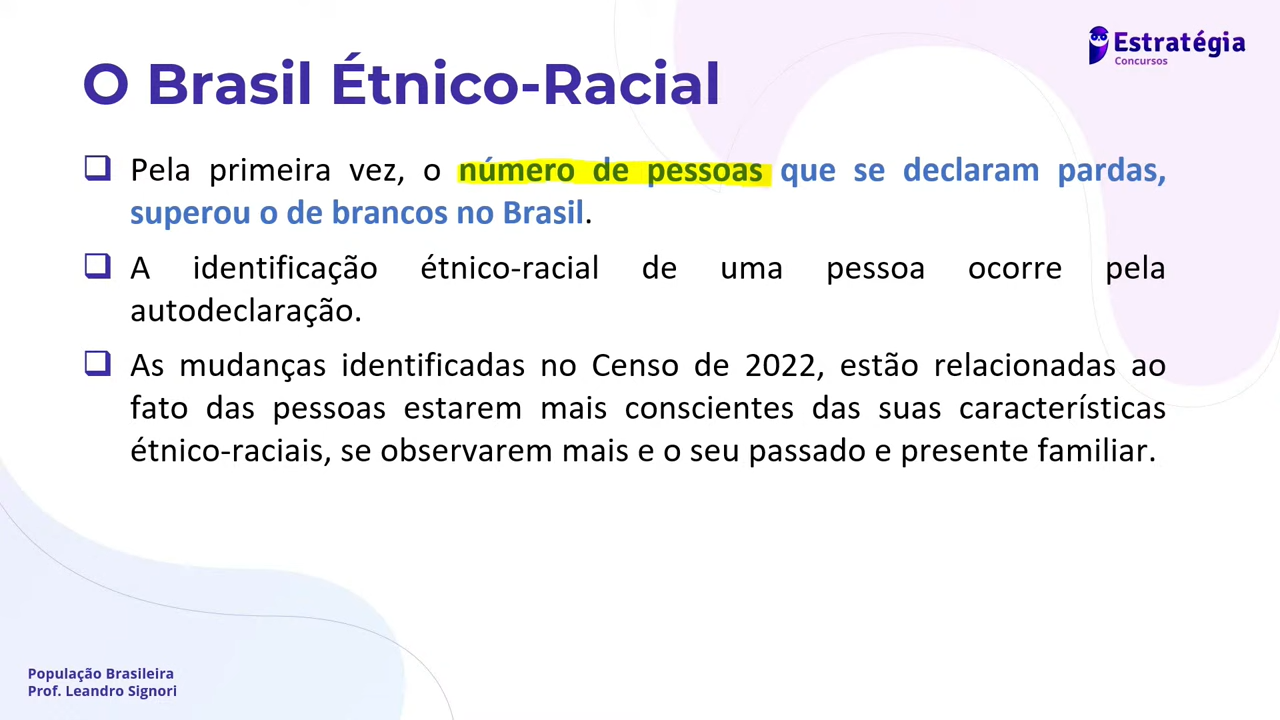 Estratégia
Concursos
O Brasil Étnico-Racial
❑ Pela primeira vez, o número de pessoas que se declaram pardas,
superou o de brancos no Brasil.
❑ A identificação étnico-racial de uma pessoa ocorre pela
autodeclaração.
❑ As mudanças identificadas no Censo de 2022, estão relacionadas ao
fato das pessoas estarem mais conscientes das suas características
étnico-raciais, se observarem mais e o seu passado e presente familiar.
População Brasileira
Prof. Leandro Signori